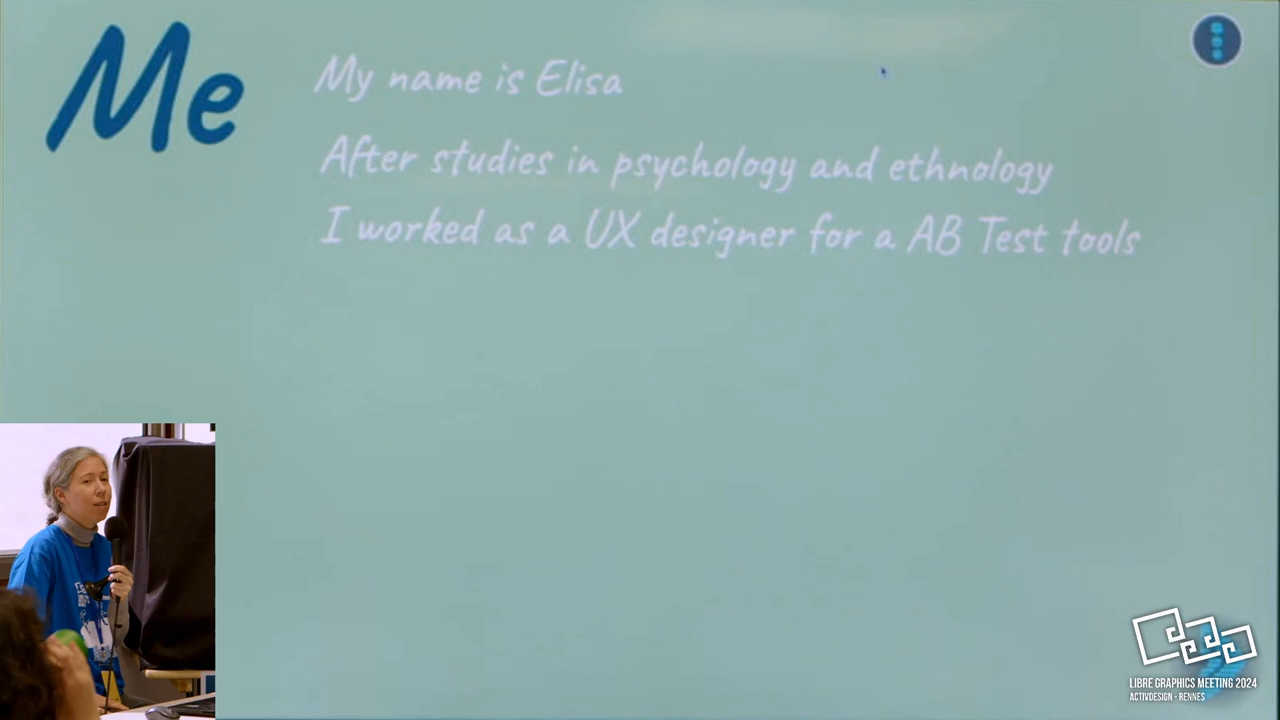 Me
My name is Elisa
After studies in psychology and ethnology
I worked as a UX designer for a AB Test tools
LIBRE GRAPHICS MEETING 2024
ACTIVDESIGN - RENNES